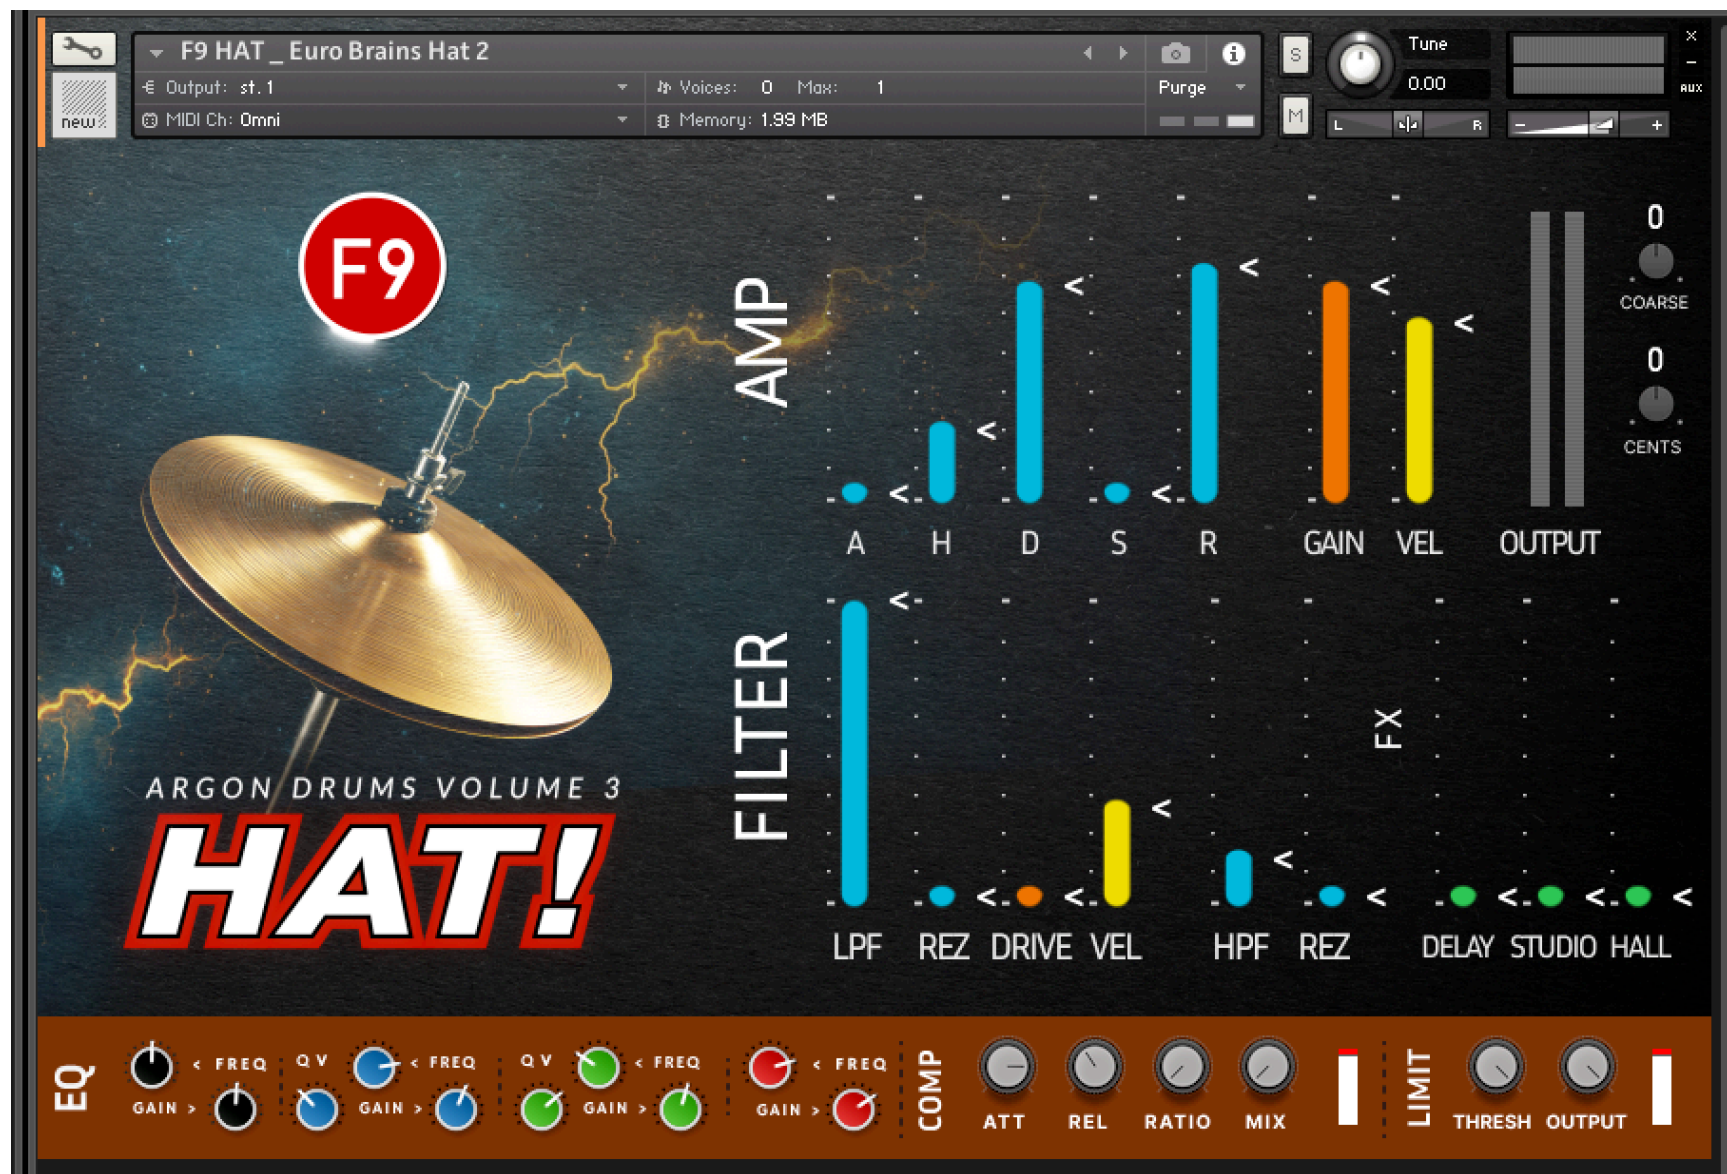 F9 HAT _ Euro Brains Hat 2
Output: st. 1
Voices: 0 Max: 1
Purge
MIDI Ch: Omni
Memory: 1.99 MB
new
S
M
Tune
0.00
L R
- +
x
-
AUX
F9
ARGON DRUMS VOLUME 3
HAT!
AMP
A H D S R GAIN VEL OUTPUT
0
COARSE
0
CENTS
FILTER
LPF REZ DRIVE VEL HPF REZ
FX
DELAY STUDIO HALL
EQ
< FREQ
GAIN >
Q V
< FREQ
GAIN >
Q V
< FREQ
GAIN >
< FREQ
GAIN >
COMP
ATT REL RATIO MIX
LIMIT
THRESH OUTPUT